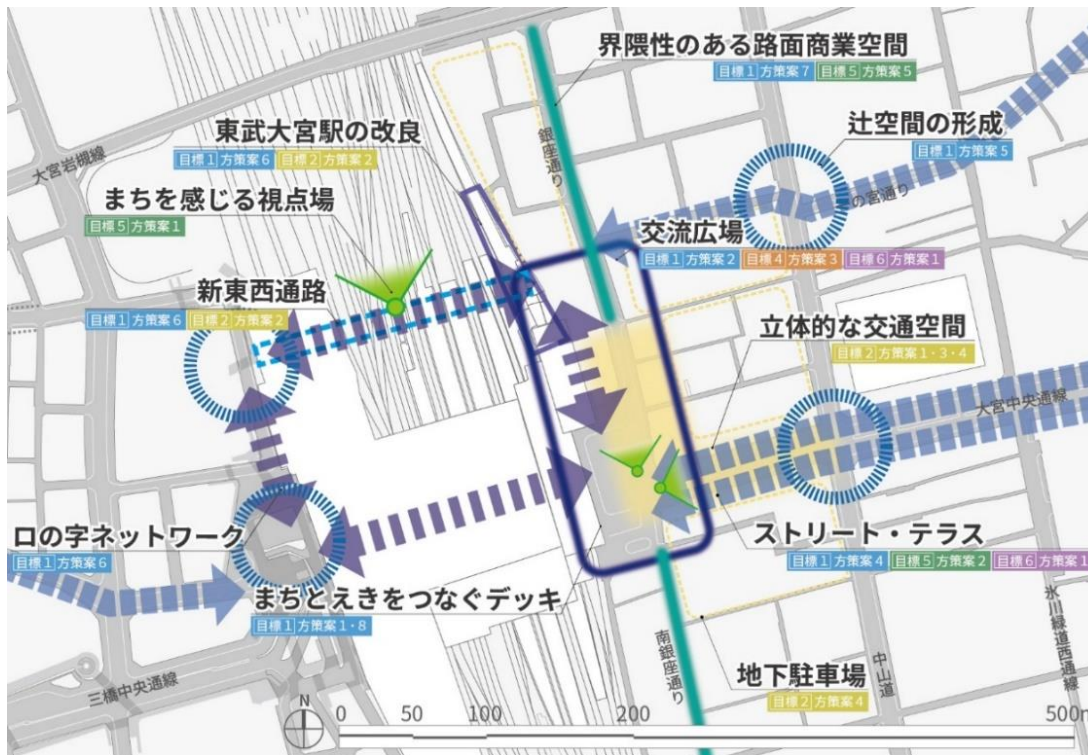 界隈性のある路面商業空間
目標1 方策案7 目標5 方策案5
東武大宮駅の改良
目標1 方策案6 目標2 方策案2
銀座通り
辻空間の形成
目標1 方策案5
大宮岩槻線
まちを感じる視点場
目標5 方策案1
の宮通り
交流広場
目標1 方策案2 目標4 方策案3 目標6 方策案1
新東西通路
目標1 方策案6 目標2 方策案2
立体的な交通空間
目標2 方策案1・3・4
大宮中央通線
口の字ネットワーク
目標1 方策案6
ストリート・テラス
目標1 方策案4 目標5 方策案2 目標6 方策案1
まちとえきをつなぐデッキ
目標1 方策案1・8
氷川緑道西通線
南銀座通り
中山道
地下駐車場
目標2 方策案4
三橋中央通線
N
0 50 100 200 500m